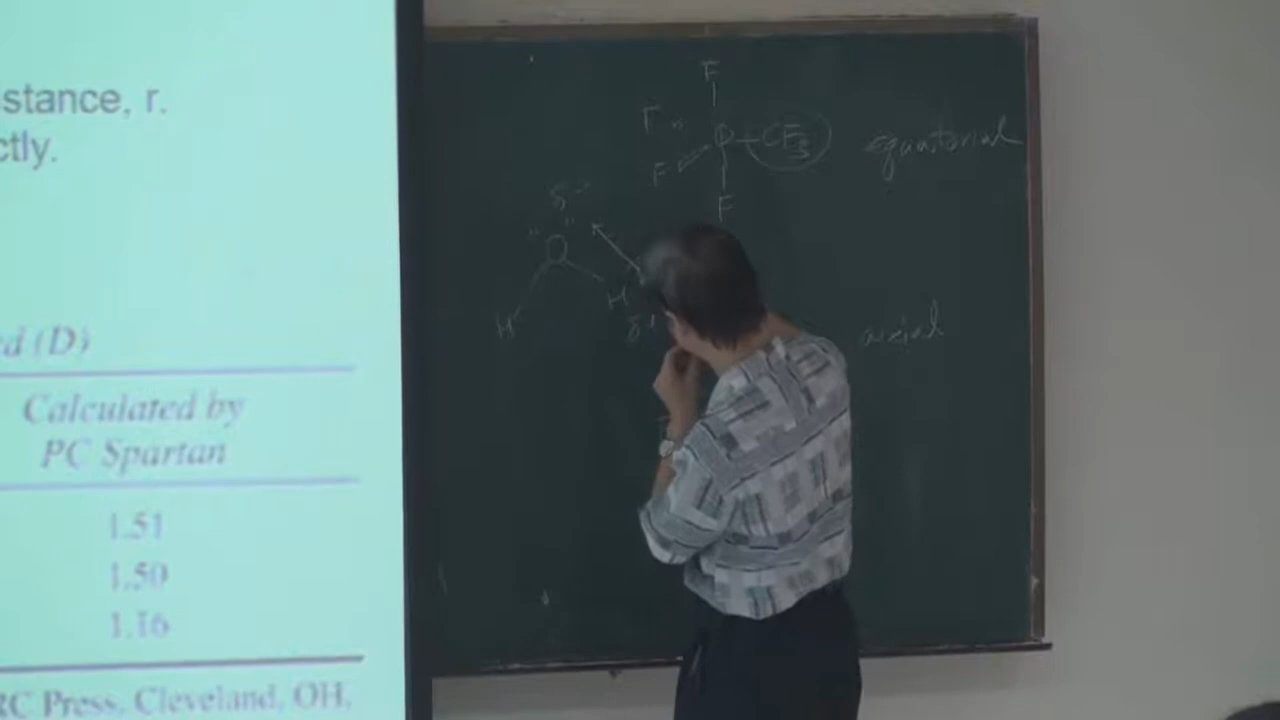 stance, r.
ctly.
d (D)
Calculated by
PC Spartan
1.51
1.50
1.16
RC Press, Cleveland, OH,
F
F
P CF3
F
F
equatorial
δ-
O
H
H
δ+
axial